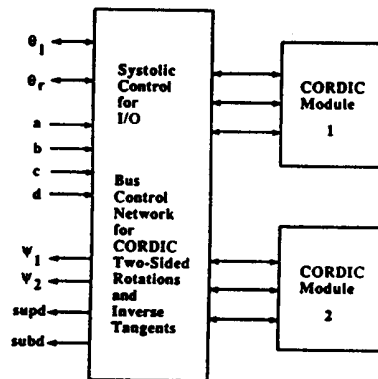 θl
θr
a
b
c
d
Ψ1
Ψ2
supd
subd
Systolic
Control
for
I/O
Bus
Control
Network
for
CORDIC
Two-Sided
Rotations
and
Inverse
Tangents
CORDIC
Module
1
CORDIC
Module
2